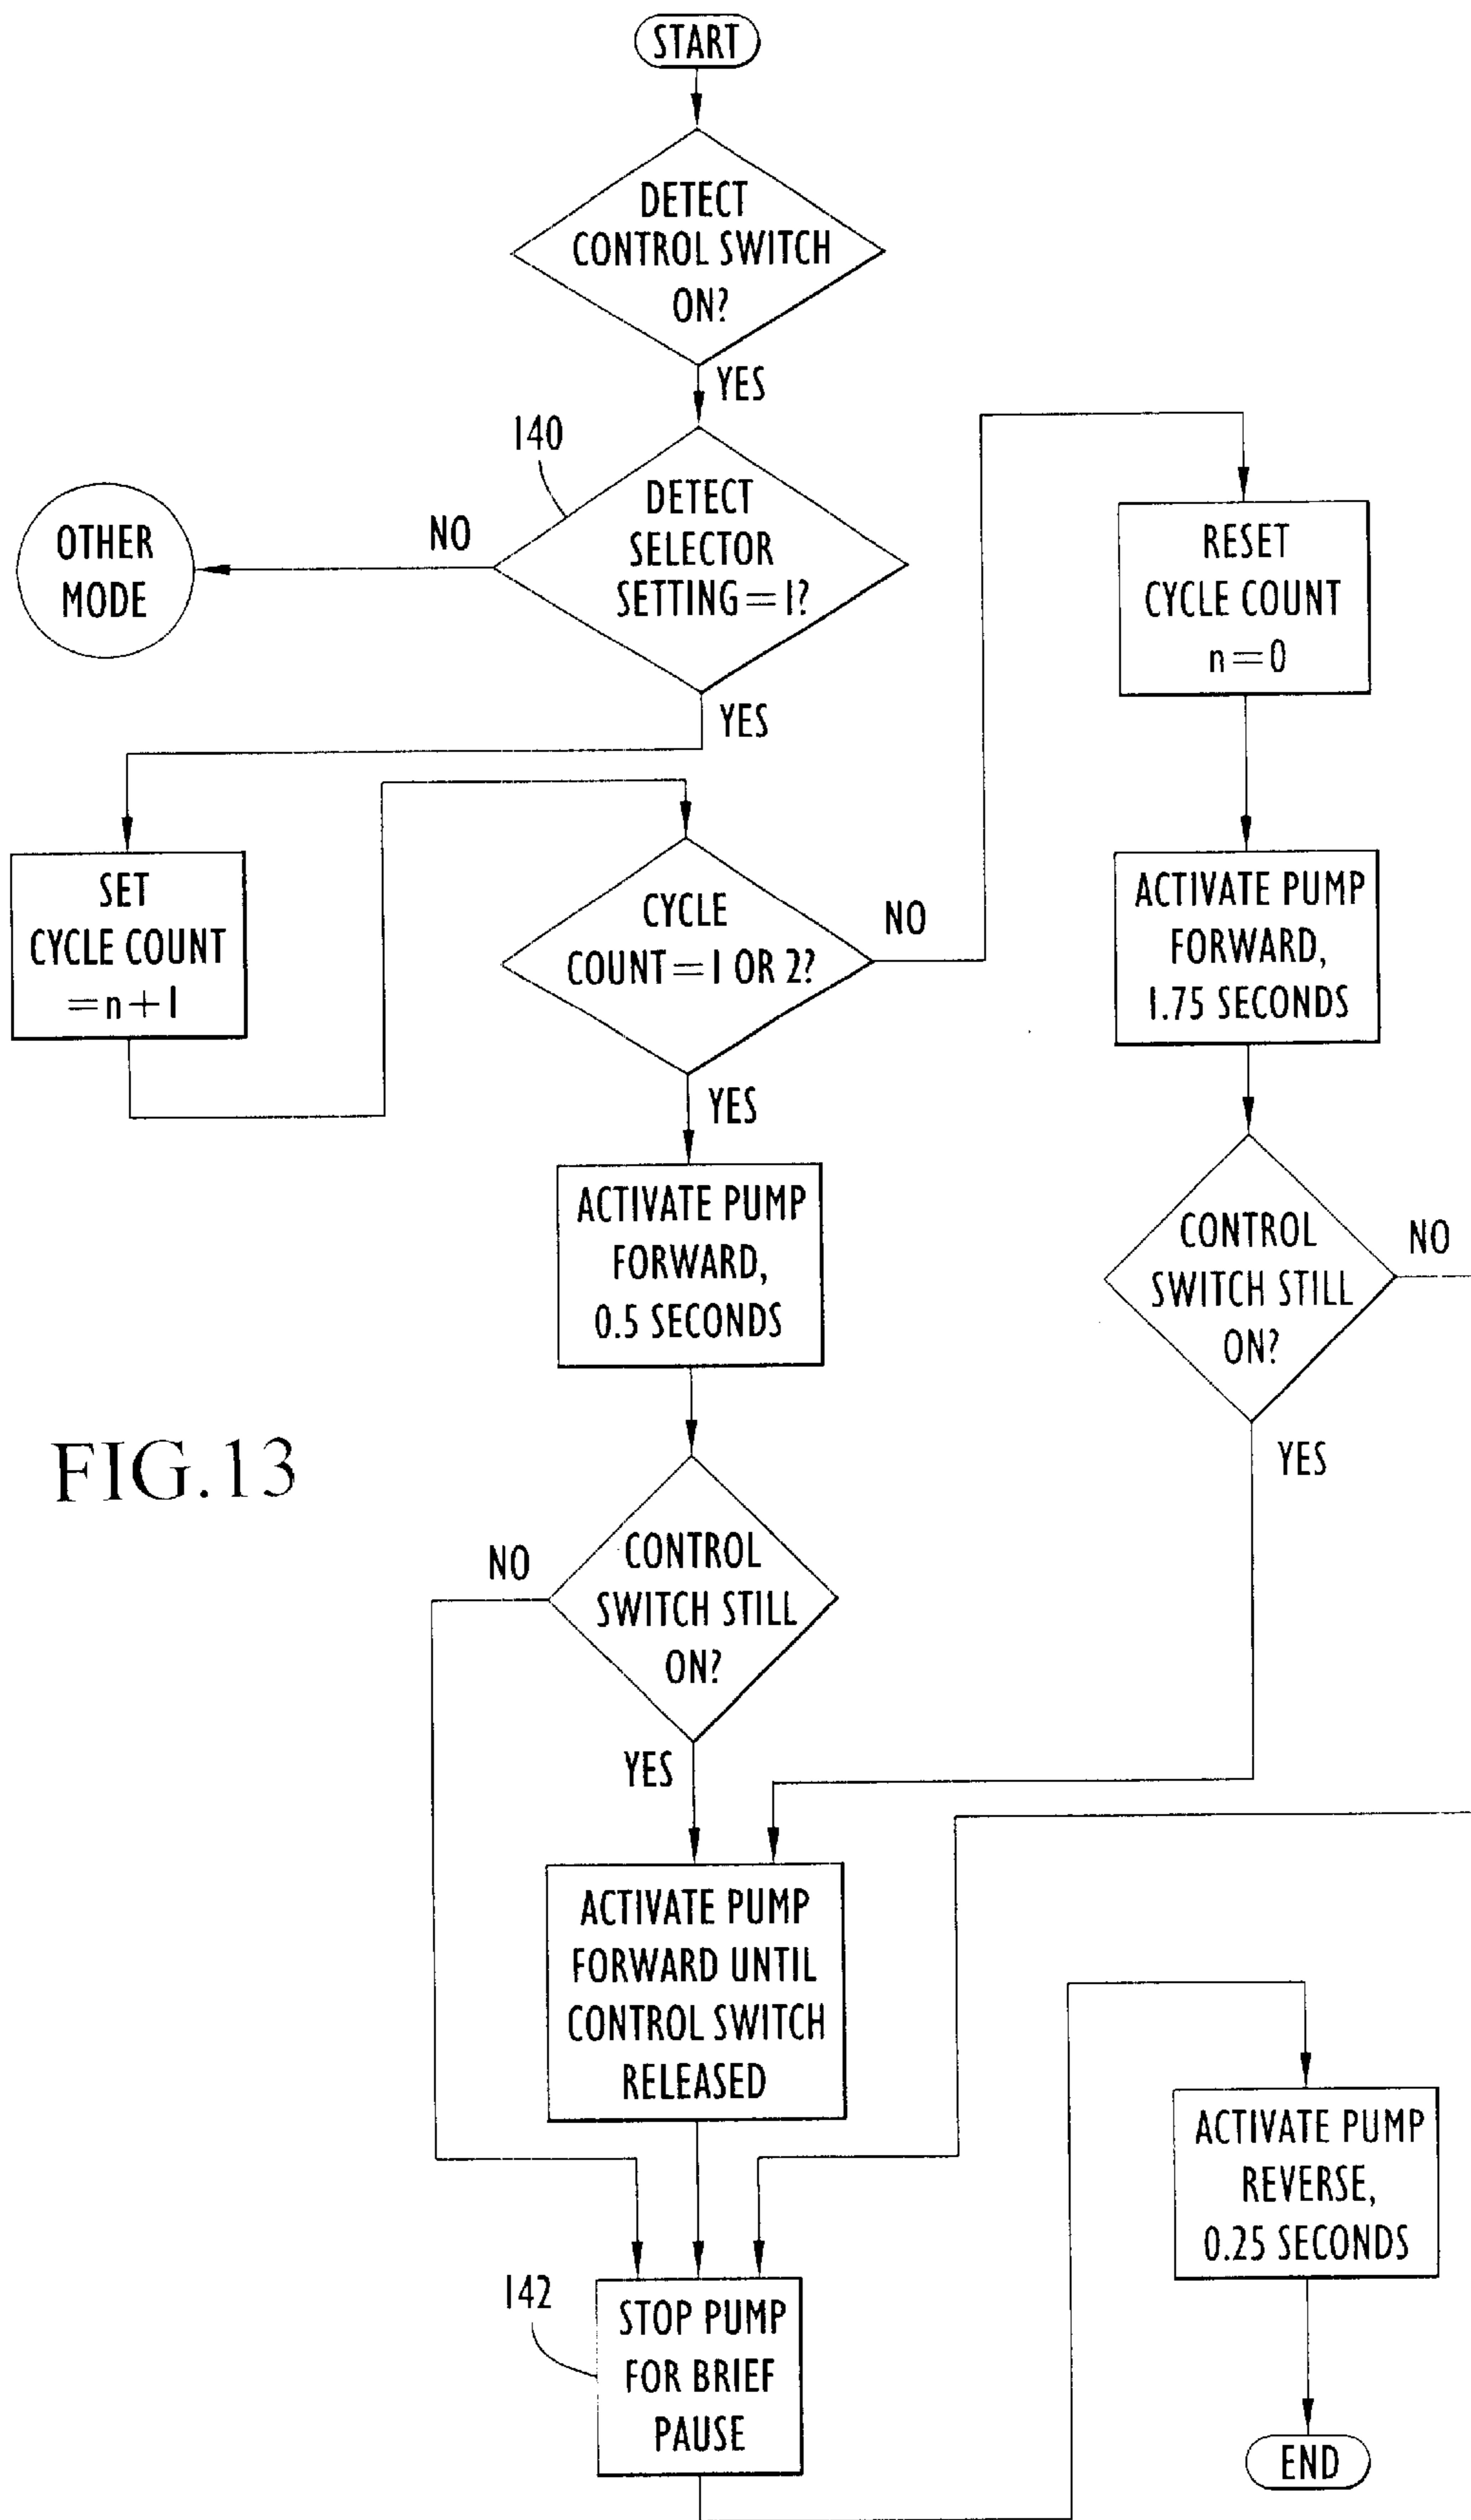 START
DETECT
CONTROL SWITCH
ON?
YES
140
DETECT
SELECTOR
SETTING=1?
NO
OTHER
MODE
YES
RESET
CYCLE COUNT
n=0
SET
CYCLE COUNT
=n+1
CYCLE
COUNT=1 OR 2?
NO
YES
ACTIVATE PUMP
FORWARD,
1.75 SECONDS
ACTIVATE PUMP
FORWARD,
0.5 SECONDS
CONTROL
SWITCH STILL
ON?
NO
YES
FIG.13
CONTROL
SWITCH STILL
ON?
NO
YES
ACTIVATE PUMP
FORWARD UNTIL
CONTROL SWITCH
RELEASED
142
STOP PUMP
FOR BRIEF
PAUSE
ACTIVATE PUMP
REVERSE,
0.25 SECONDS
END